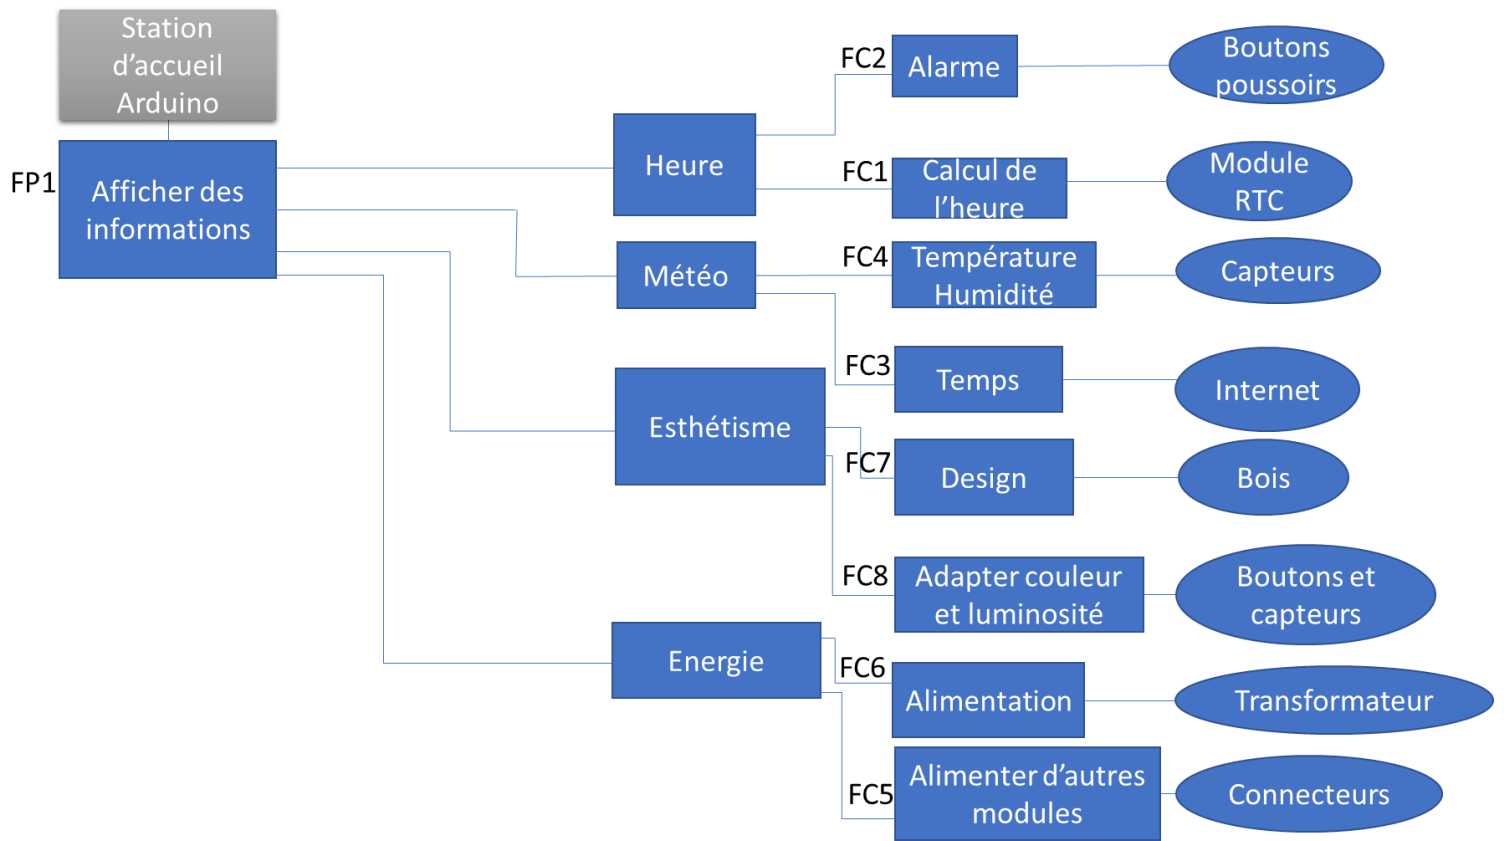 Station
d’accueil
Arduino
FP1
Afficher des
informations
Heure
FC2
Alarme
Boutons
poussoirs
FC1
Calcul de
l’heure
Module
RTC
Météo
FC4
Température
Humidité
Capteurs
FC3
Temps
Internet
Esthétisme
FC7
Design
Bois
FC8
Adapter couleur
et luminosité
Boutons et
capteurs
Energie
FC6
Alimentation
Transformateur
FC5
Alimenter d’autres
modules
Connecteurs